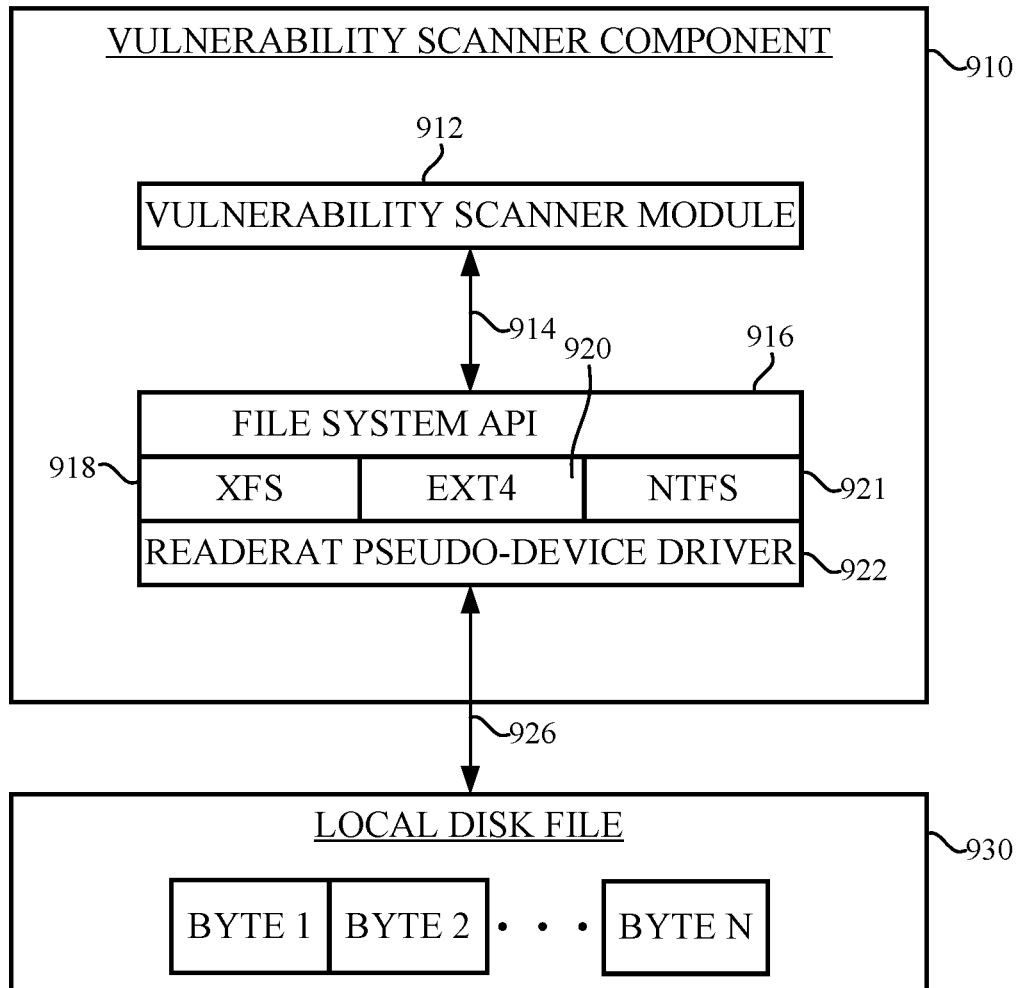 VULNERABILITY SCANNER COMPONENT
910
912
VULNERABILITY SCANNER MODULE
914
920
916
FILE SYSTEM API
918
XFS EXT4 NTFS
921
READERAT PSEUDO-DEVICE DRIVER
922
926
LOCAL DISK FILE
930
BYTE 1 BYTE 2 • • • BYTE N